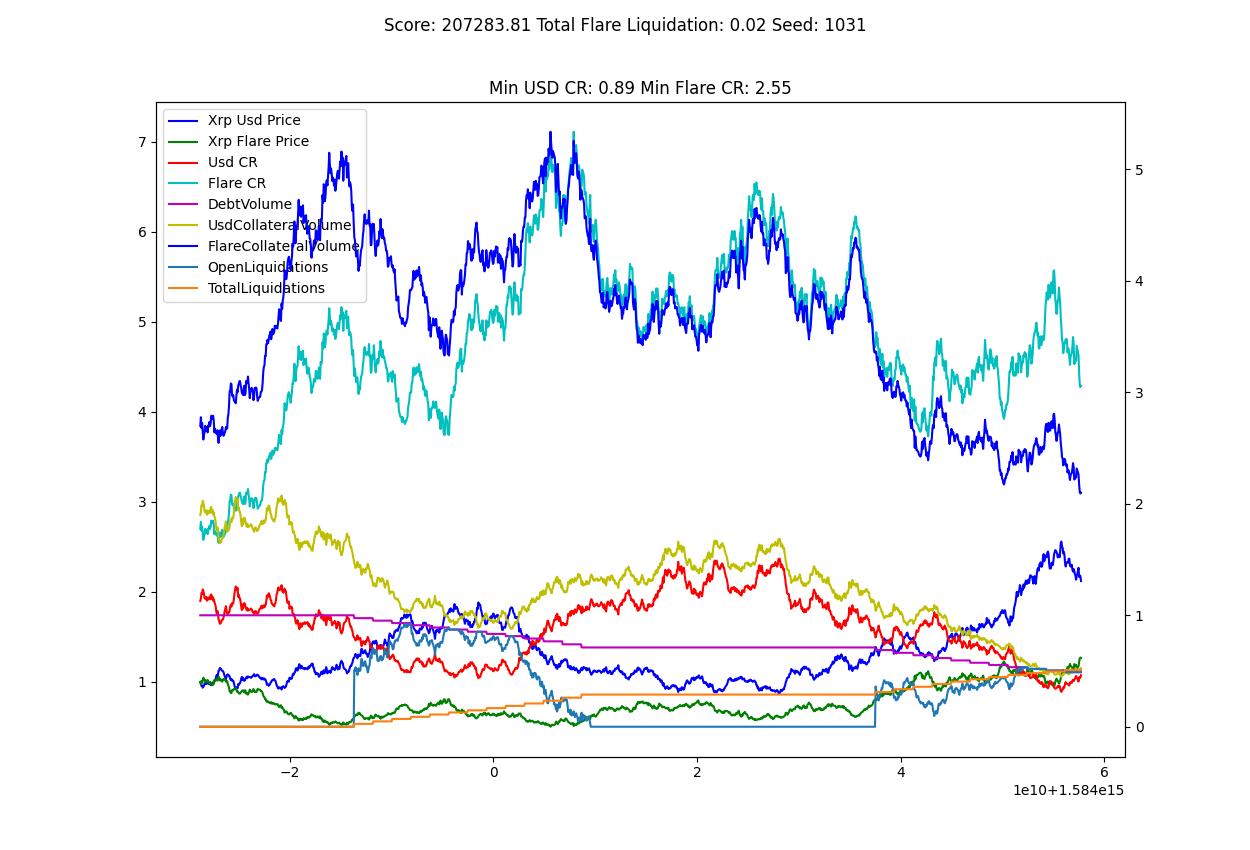 Score: 207283.81 Total Flare Liquidation: 0.02 Seed: 1031
Min USD CR: 0.89 Min Flare CR: 2.55
Xrp Usd Price
Xrp Flare Price
Usd CR
Flare CR
DebtVolume
UsdCollateralVolume
FlareCollateralVolume
OpenLiquidations
TotalLiquidations
7
6
5
4
3
2
1
5
4
3
2
1
0
−2
0
2
4
6
1e10+1.584e15